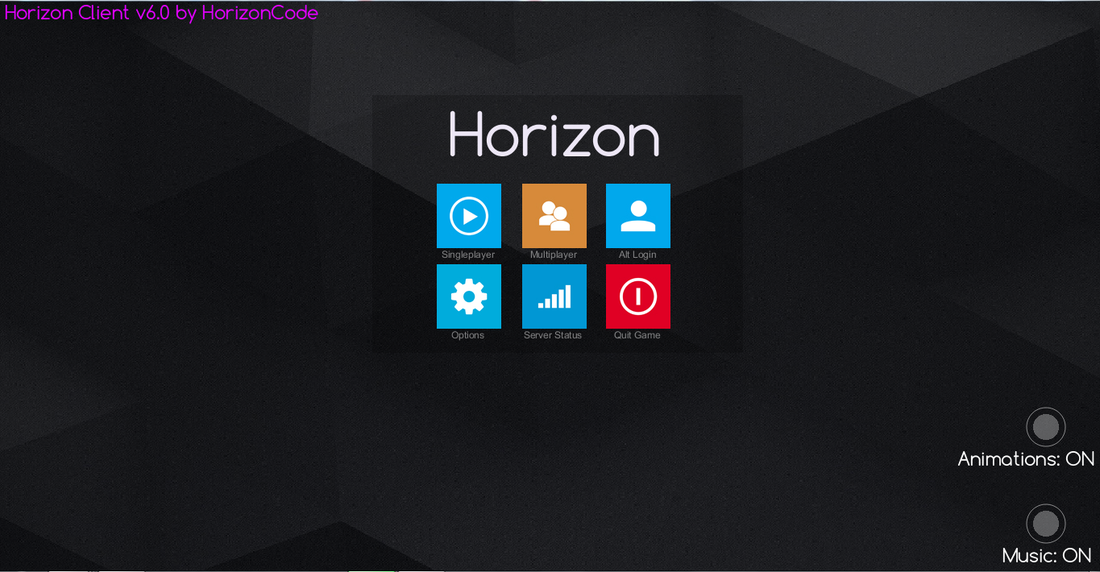 Horizon Client v6.0 by HorizonCode
Horizon
Singleplayer Multiplayer Alt Login
Options Server Status Quit Game
Animations: ON
Music: ON